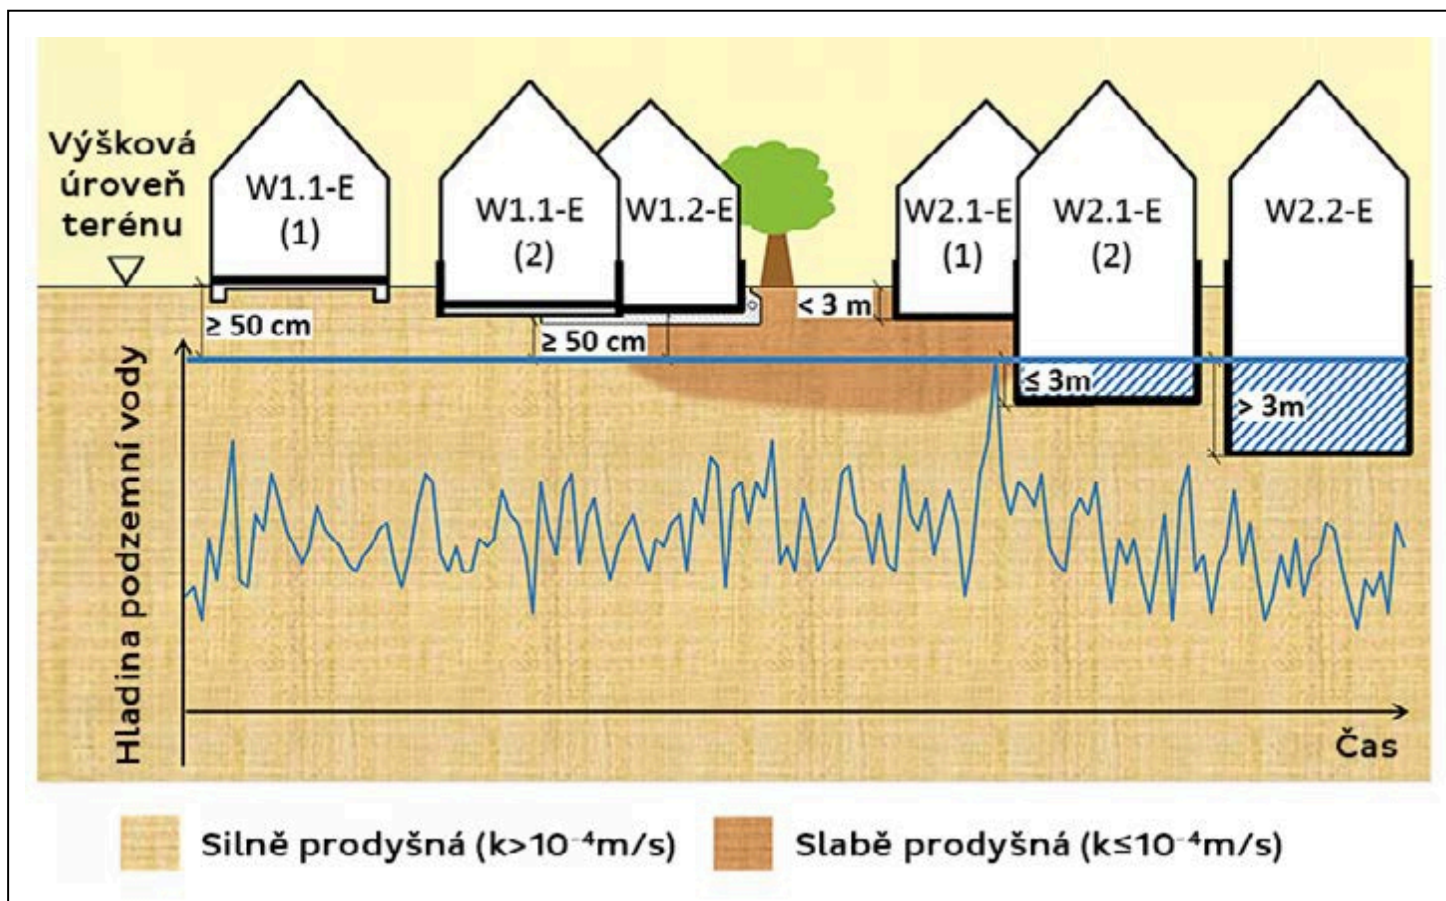 Výšková
úroveň
terénu
W1.1-E
(1)
W1.1-E
(2)
W1.2-E
W2.1-E
(1)
W2.1-E
(2)
W2.2-E
≥ 50 cm
≥ 50 cm
< 3 m
≤ 3m
> 3m
Hladina podzemní vody
Čas
Silně prodyšná (k>10⁻⁴m/s)
Slabě prodyšná (k≤10⁻⁴m/s)